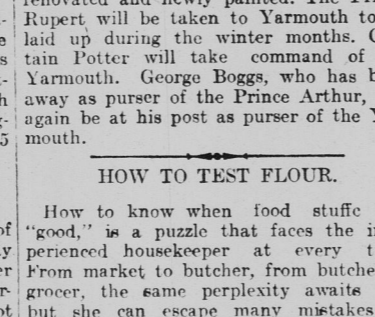 renovated and newly painted. The
Rupert will be taken to Yarmouth to
laid up during the winter months.
tain Potter will take command of
Yarmouth. George Boggs, who has
away as purser of the Prince Arthur,
again be at his post as purser of the
mouth.
HOW TO TEST FLOUR.
How to know when food stuffc
"good," is a puzzle that faces the
perienced housekeeper at every
From market to butcher, from butche
grocer, the same perplexity awaits
but she can escape many mistakes